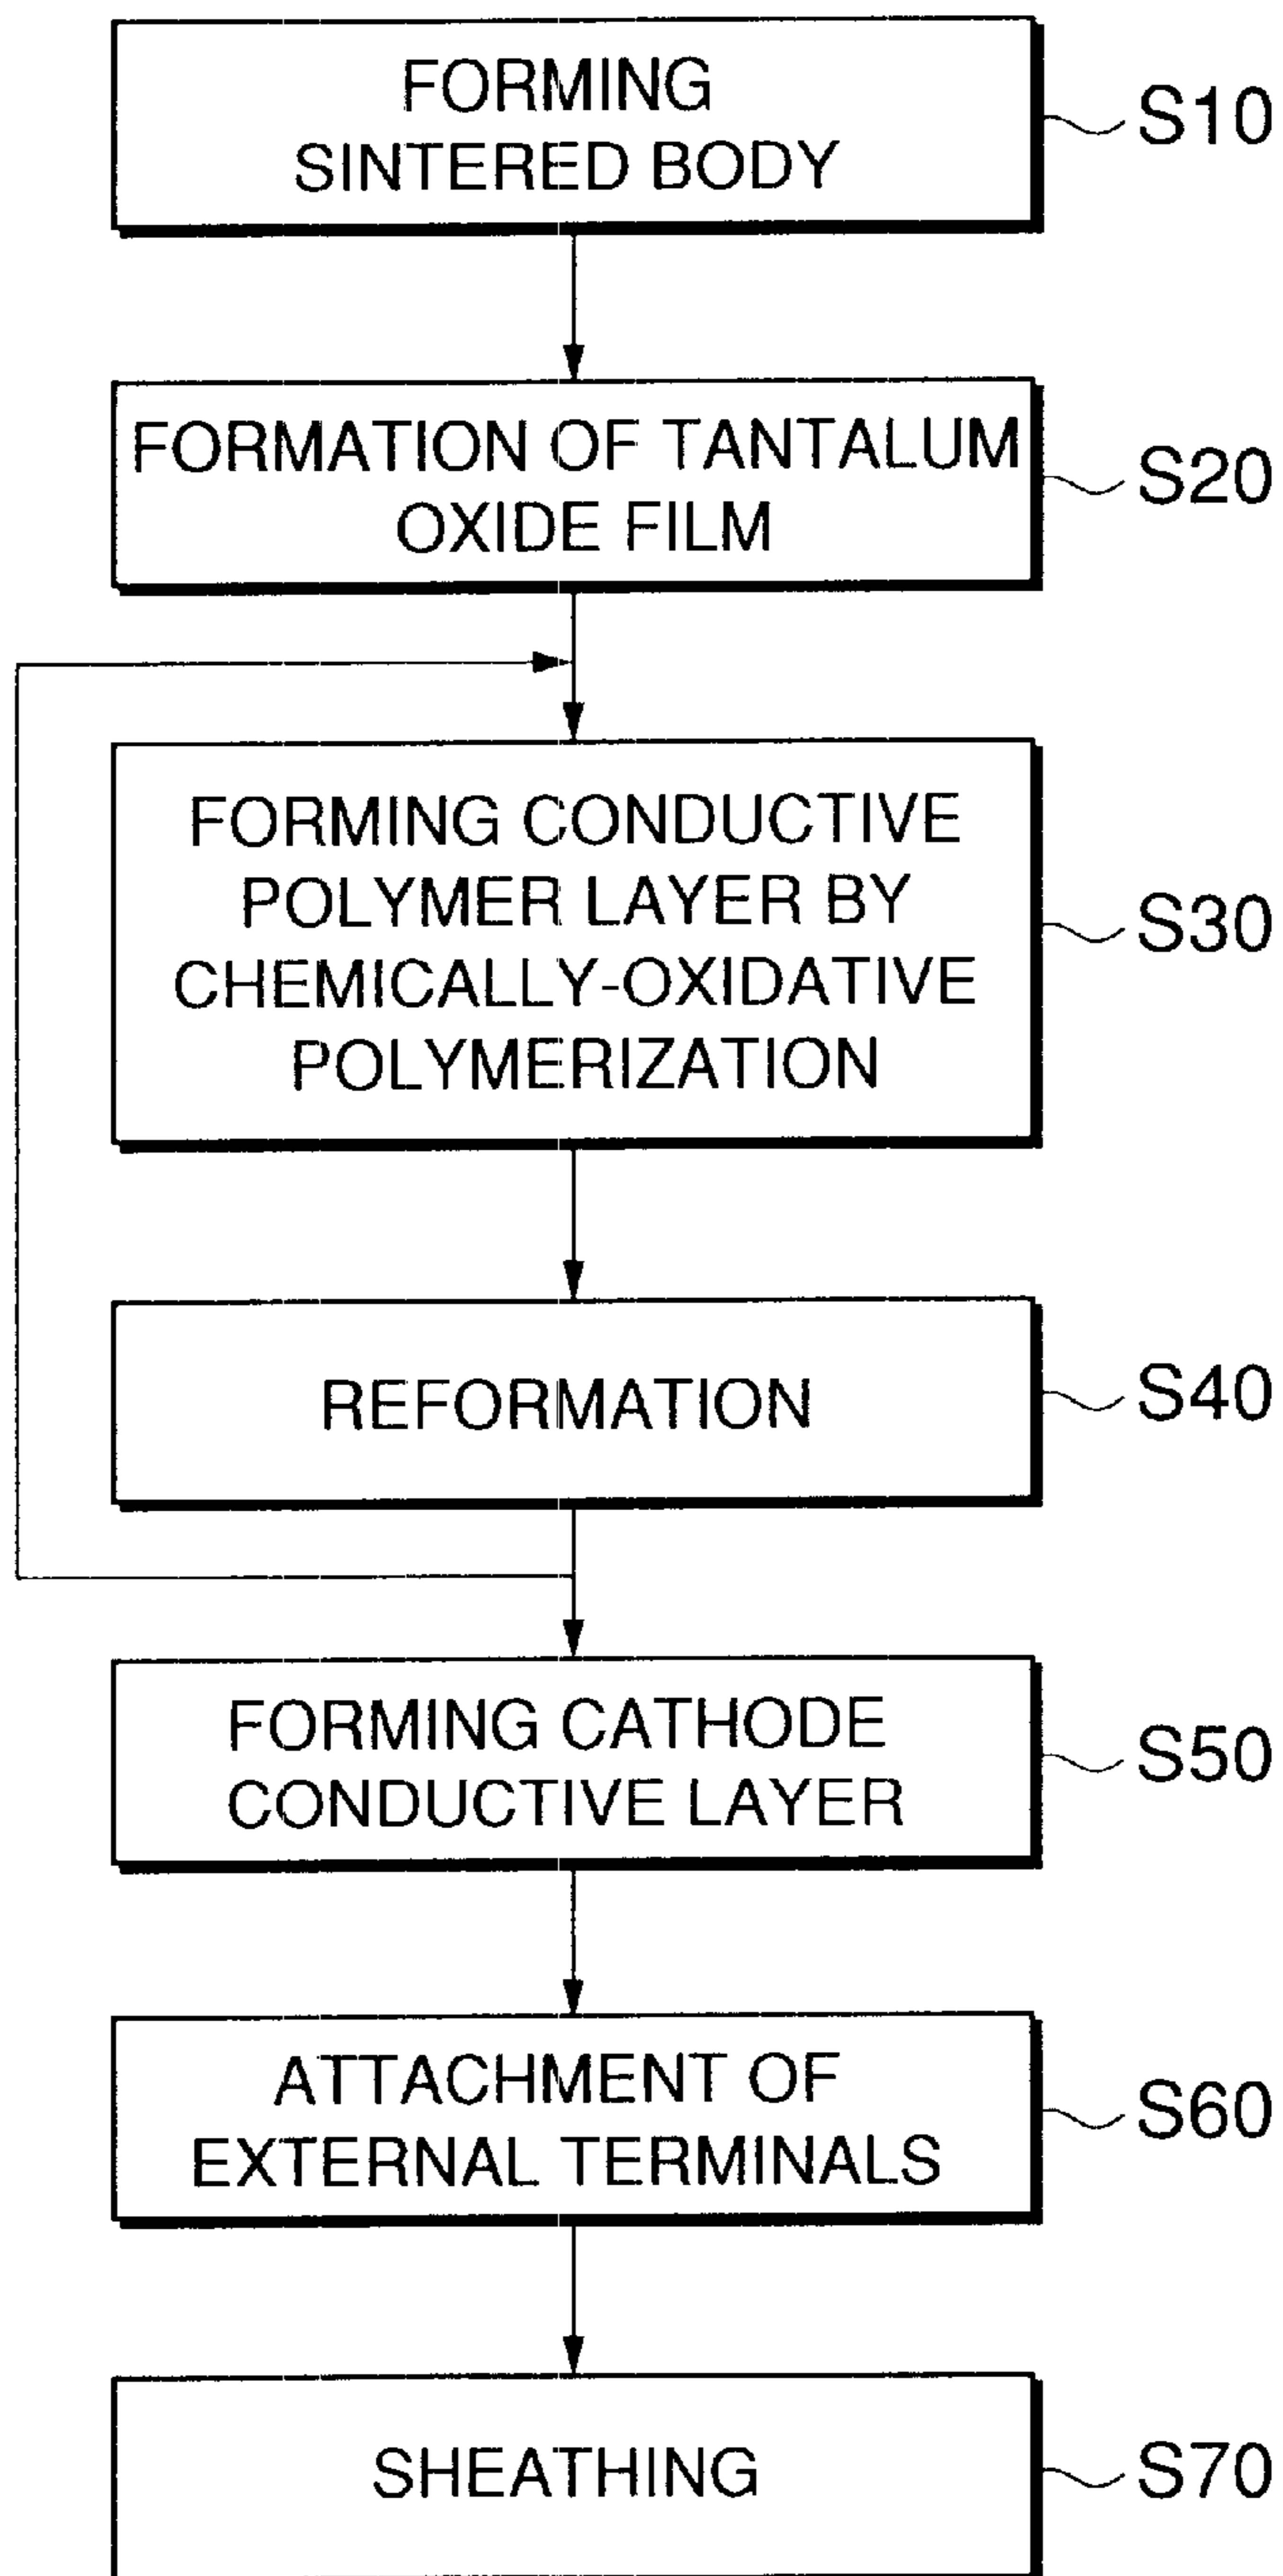 FORMING
SINTERED BODY
S10
FORMATION OF TANTALUM
OXIDE FILM
S20
FORMING CONDUCTIVE
POLYMER LAYER BY
CHEMICALLY-OXIDATIVE
POLYMERIZATION
S30
REFORMATION
S40
FORMING CATHODE
CONDUCTIVE LAYER
S50
ATTACHMENT OF
EXTERNAL TERMINALS
S60
SHEATHING
S70